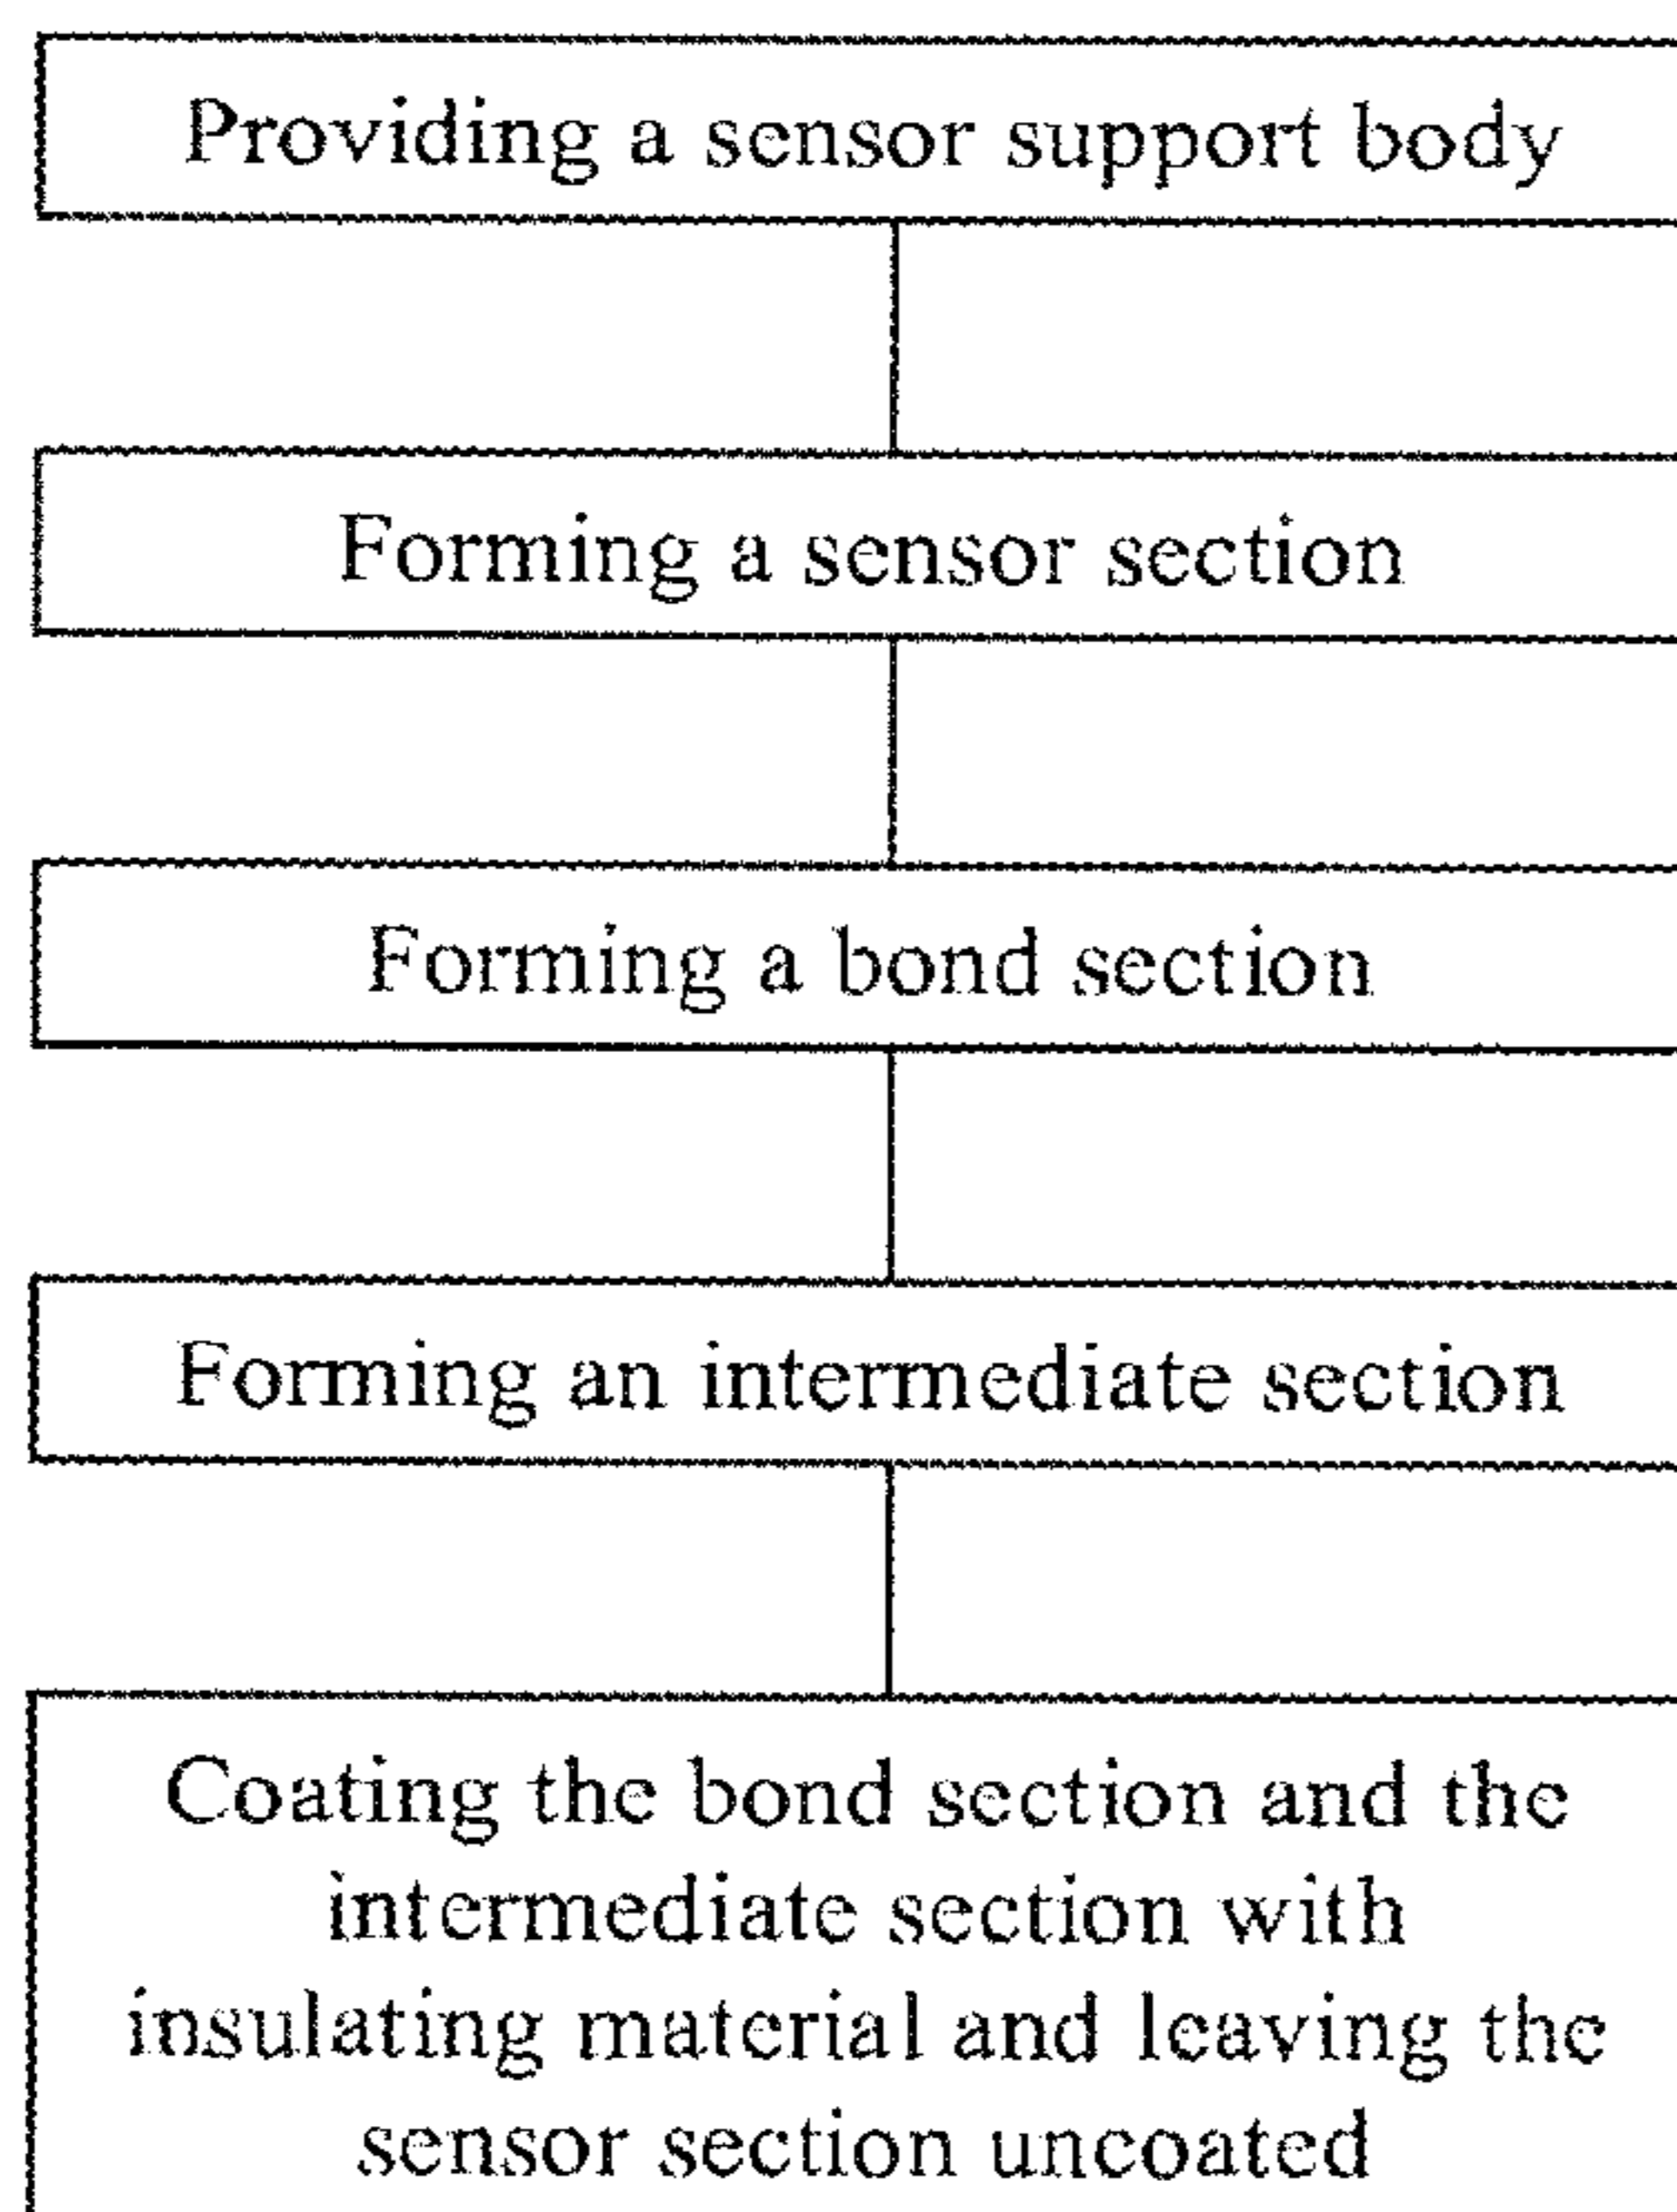 Providing a sensor support body
Forming a sensor section
Forming a bond section
Forming an intermediate section
Coating the bond section and the
intermediate section with
insulating material and leaving the
sensor section uncoated